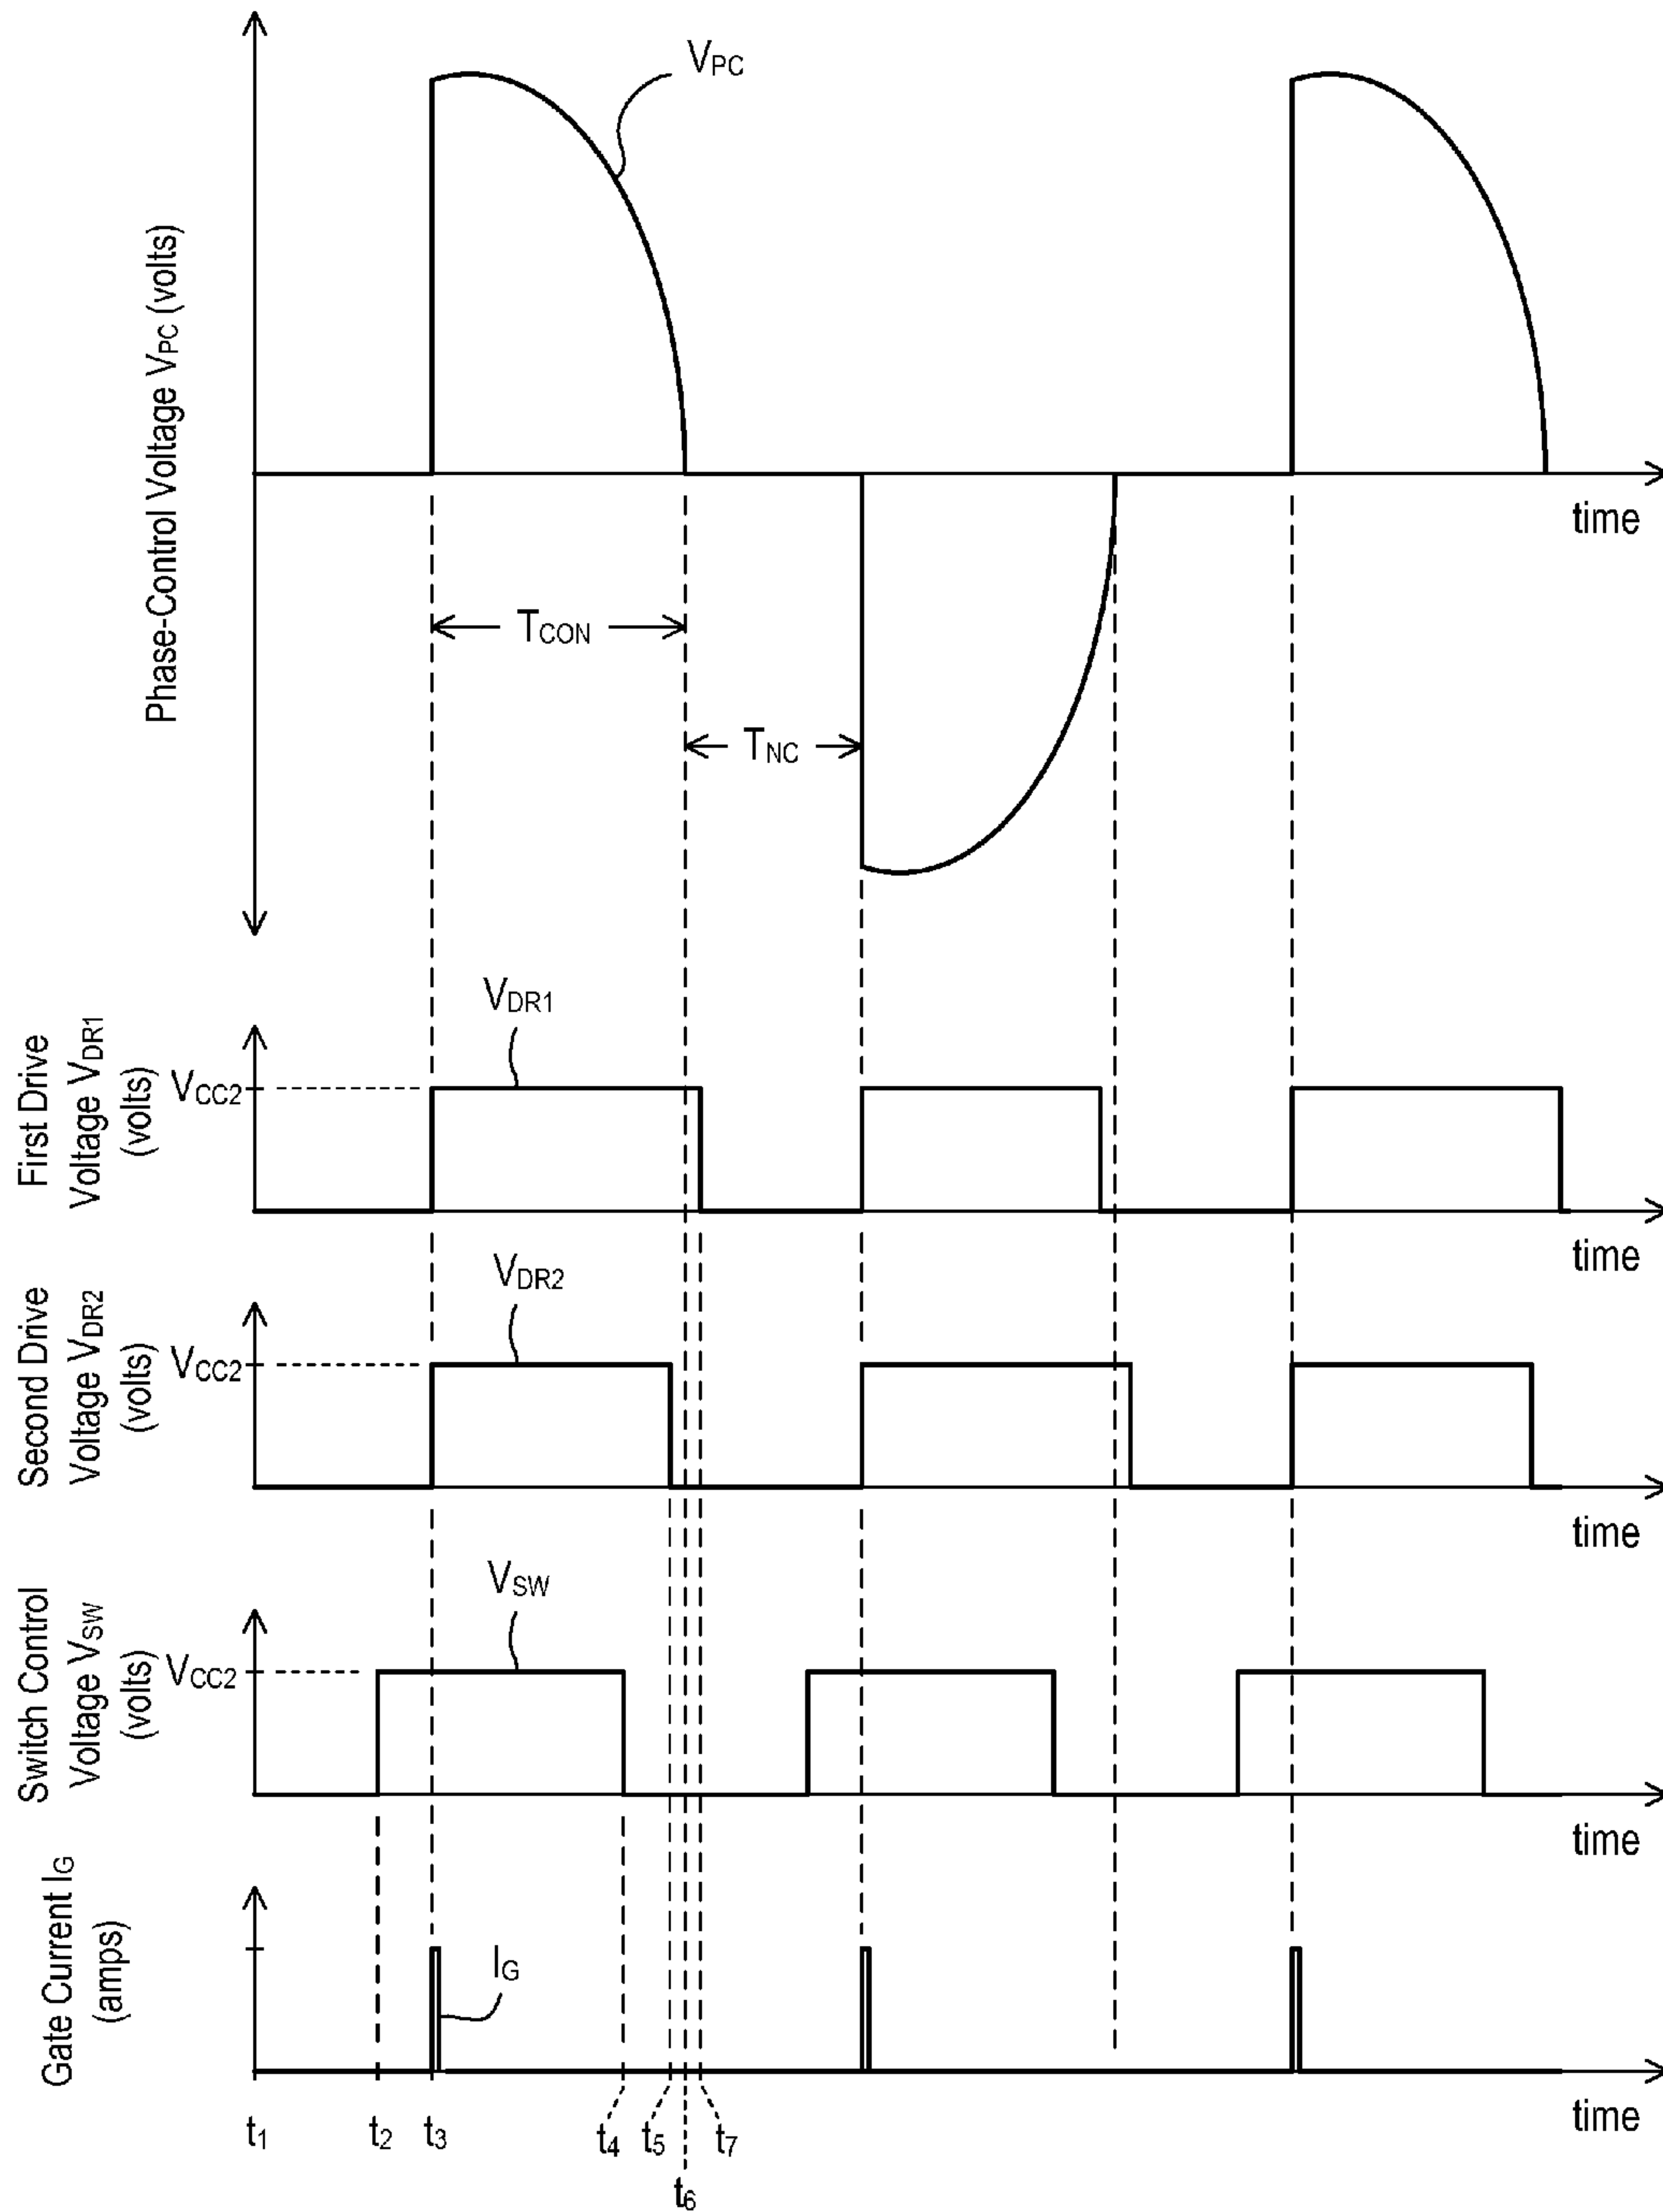 Phase-Control Voltage VPC (volts)
VPC
time
TCON
TNC
First Drive
Voltage VDR1
(volts)
VCC2
VDR1
time
Second Drive
Voltage VDR2
(volts)
VCC2
VDR2
time
Switch Control
Voltage VSW
(volts)
VCC2
VSW
time
Gate Current IG
(amps)
IG
time
t1
t2
t3
t4
t5
t6
t7